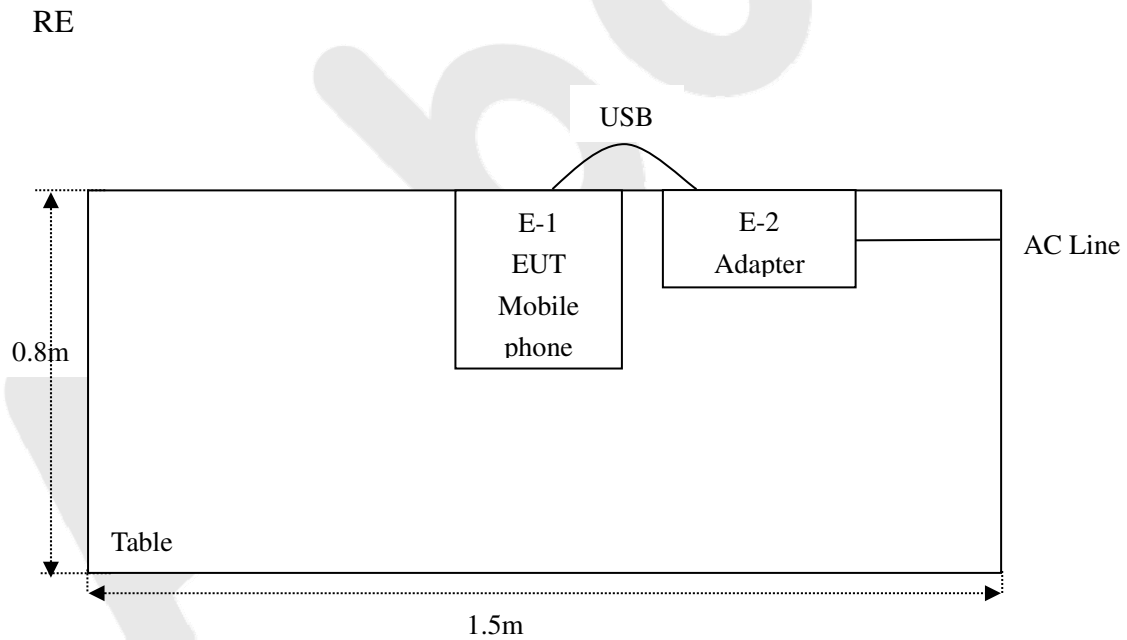 RE
USB
E-1
EUT
Mobile
phone
E-2
Adapter
AC Line
0.8m
Table
1.5m